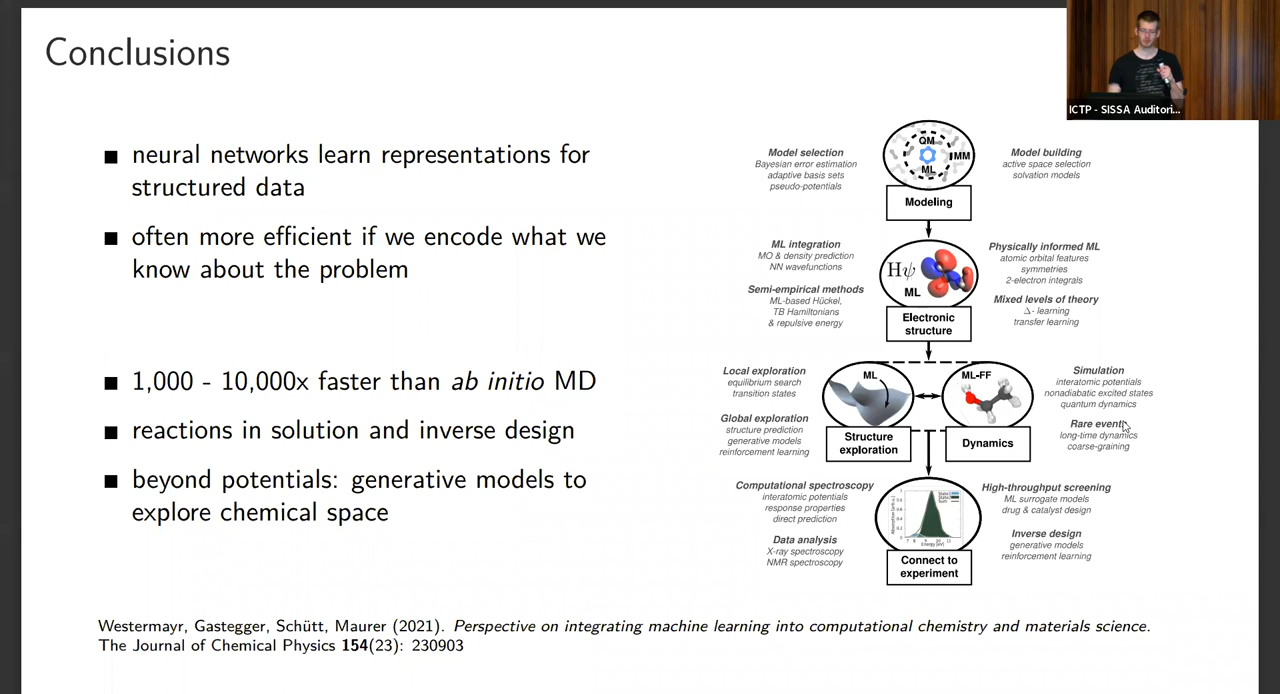 Conclusions
ICTP - SISSA Auditori...
neural networks learn representations for
structured data
often more efficient if we encode what we
know about the problem
1,000 - 10,000x faster than ab initio MD
reactions in solution and inverse design
beyond potentials: generative models to
explore chemical space
QM
MM
ML
Modeling
Model selection
Bayesian error estimation
adaptive basis sets
pseudo-potentials
Model building
active space selection
solvation models
ML integration
MO & density prediction
NN wavefunctions
Semi-empirical methods
ML-based Hückel,
TB Hamiltonians
& repulsive energy
Hψ
ML
Electronic
structure
Physically informed ML
atomic orbital features
symmetries
2-electron integrals
Mixed levels of theory
Δ- learning
transfer learning
Local exploration
equilibrium search
transition states
Global exploration
structure prediction
generative models
reinforcement learning
ML
Structure
exploration
ML-FF
Dynamics
Simulation
interatomic potentials
nonadiabatic excited states
quantum dynamics
Rare events
long-time dynamics
coarse-graining
Computational spectroscopy
interatomic potentials
response properties
direct prediction
Data analysis
X-ray spectroscopy
NMR spectroscopy
Energy [eV]
Connect to
experiment
High-throughput screening
ML surrogate models
drug & catalyst design
Inverse design
generative models
reinforcement learning
Westermayr, Gastegger, Schütt, Maurer (2021). Perspective on integrating machine learning into computational chemistry and materials science.
The Journal of Chemical Physics 154(23): 230903